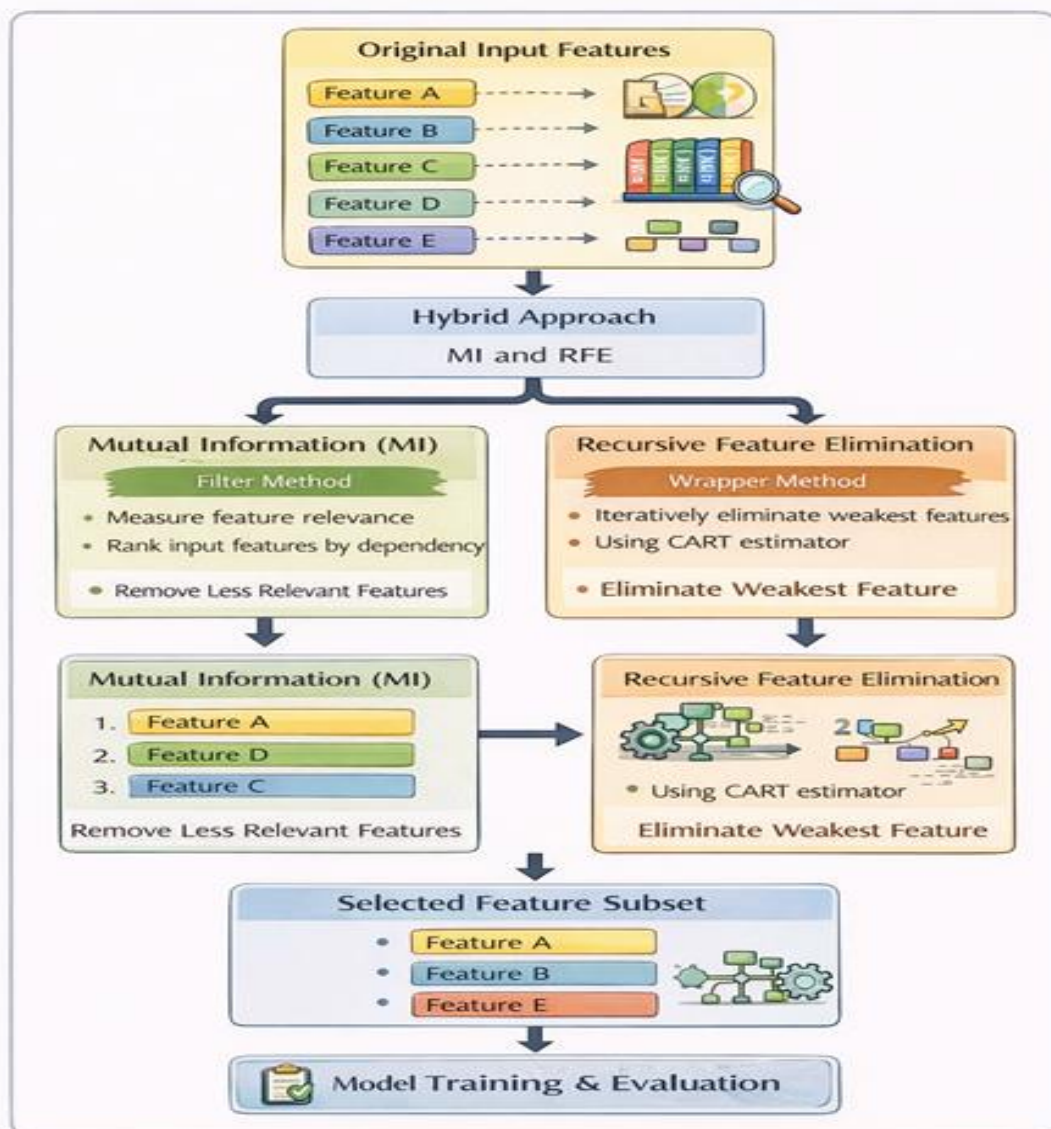 Original Input Features
Feature A
Feature B
Feature C
Feature D
Feature E
Hybrid Approach
MI and RFE
Mutual Information (MI)
Filter Method
• Measure feature relevance
• Rank input features by dependency
• Remove Less Relevant Features
Recursive Feature Elimination
Wrapper Method
• Iteratively eliminate weakest features
• Using CART estimator
• Eliminate Weakest Feature
Mutual Information (MI)
1. Feature A
2. Feature D
3. Feature C
Remove Less Relevant Features
Recursive Feature Elimination
2
• Using CART estimator
Eliminate Weakest Feature
Selected Feature Subset
• Feature A
• Feature B
• Feature E
Model Training & Evaluation